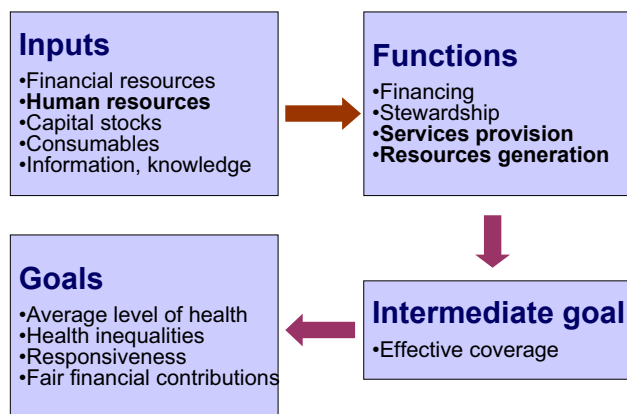 Inputs
•Financial resources
•Human resources
•Capital stocks
•Consumables
•Information, knowledge
Functions
•Financing
•Stewardship
•Services provision
•Resources generation
Intermediate goal
•Effective coverage
Goals
•Average level of health
•Health inequalities
•Responsiveness
•Fair financial contributions